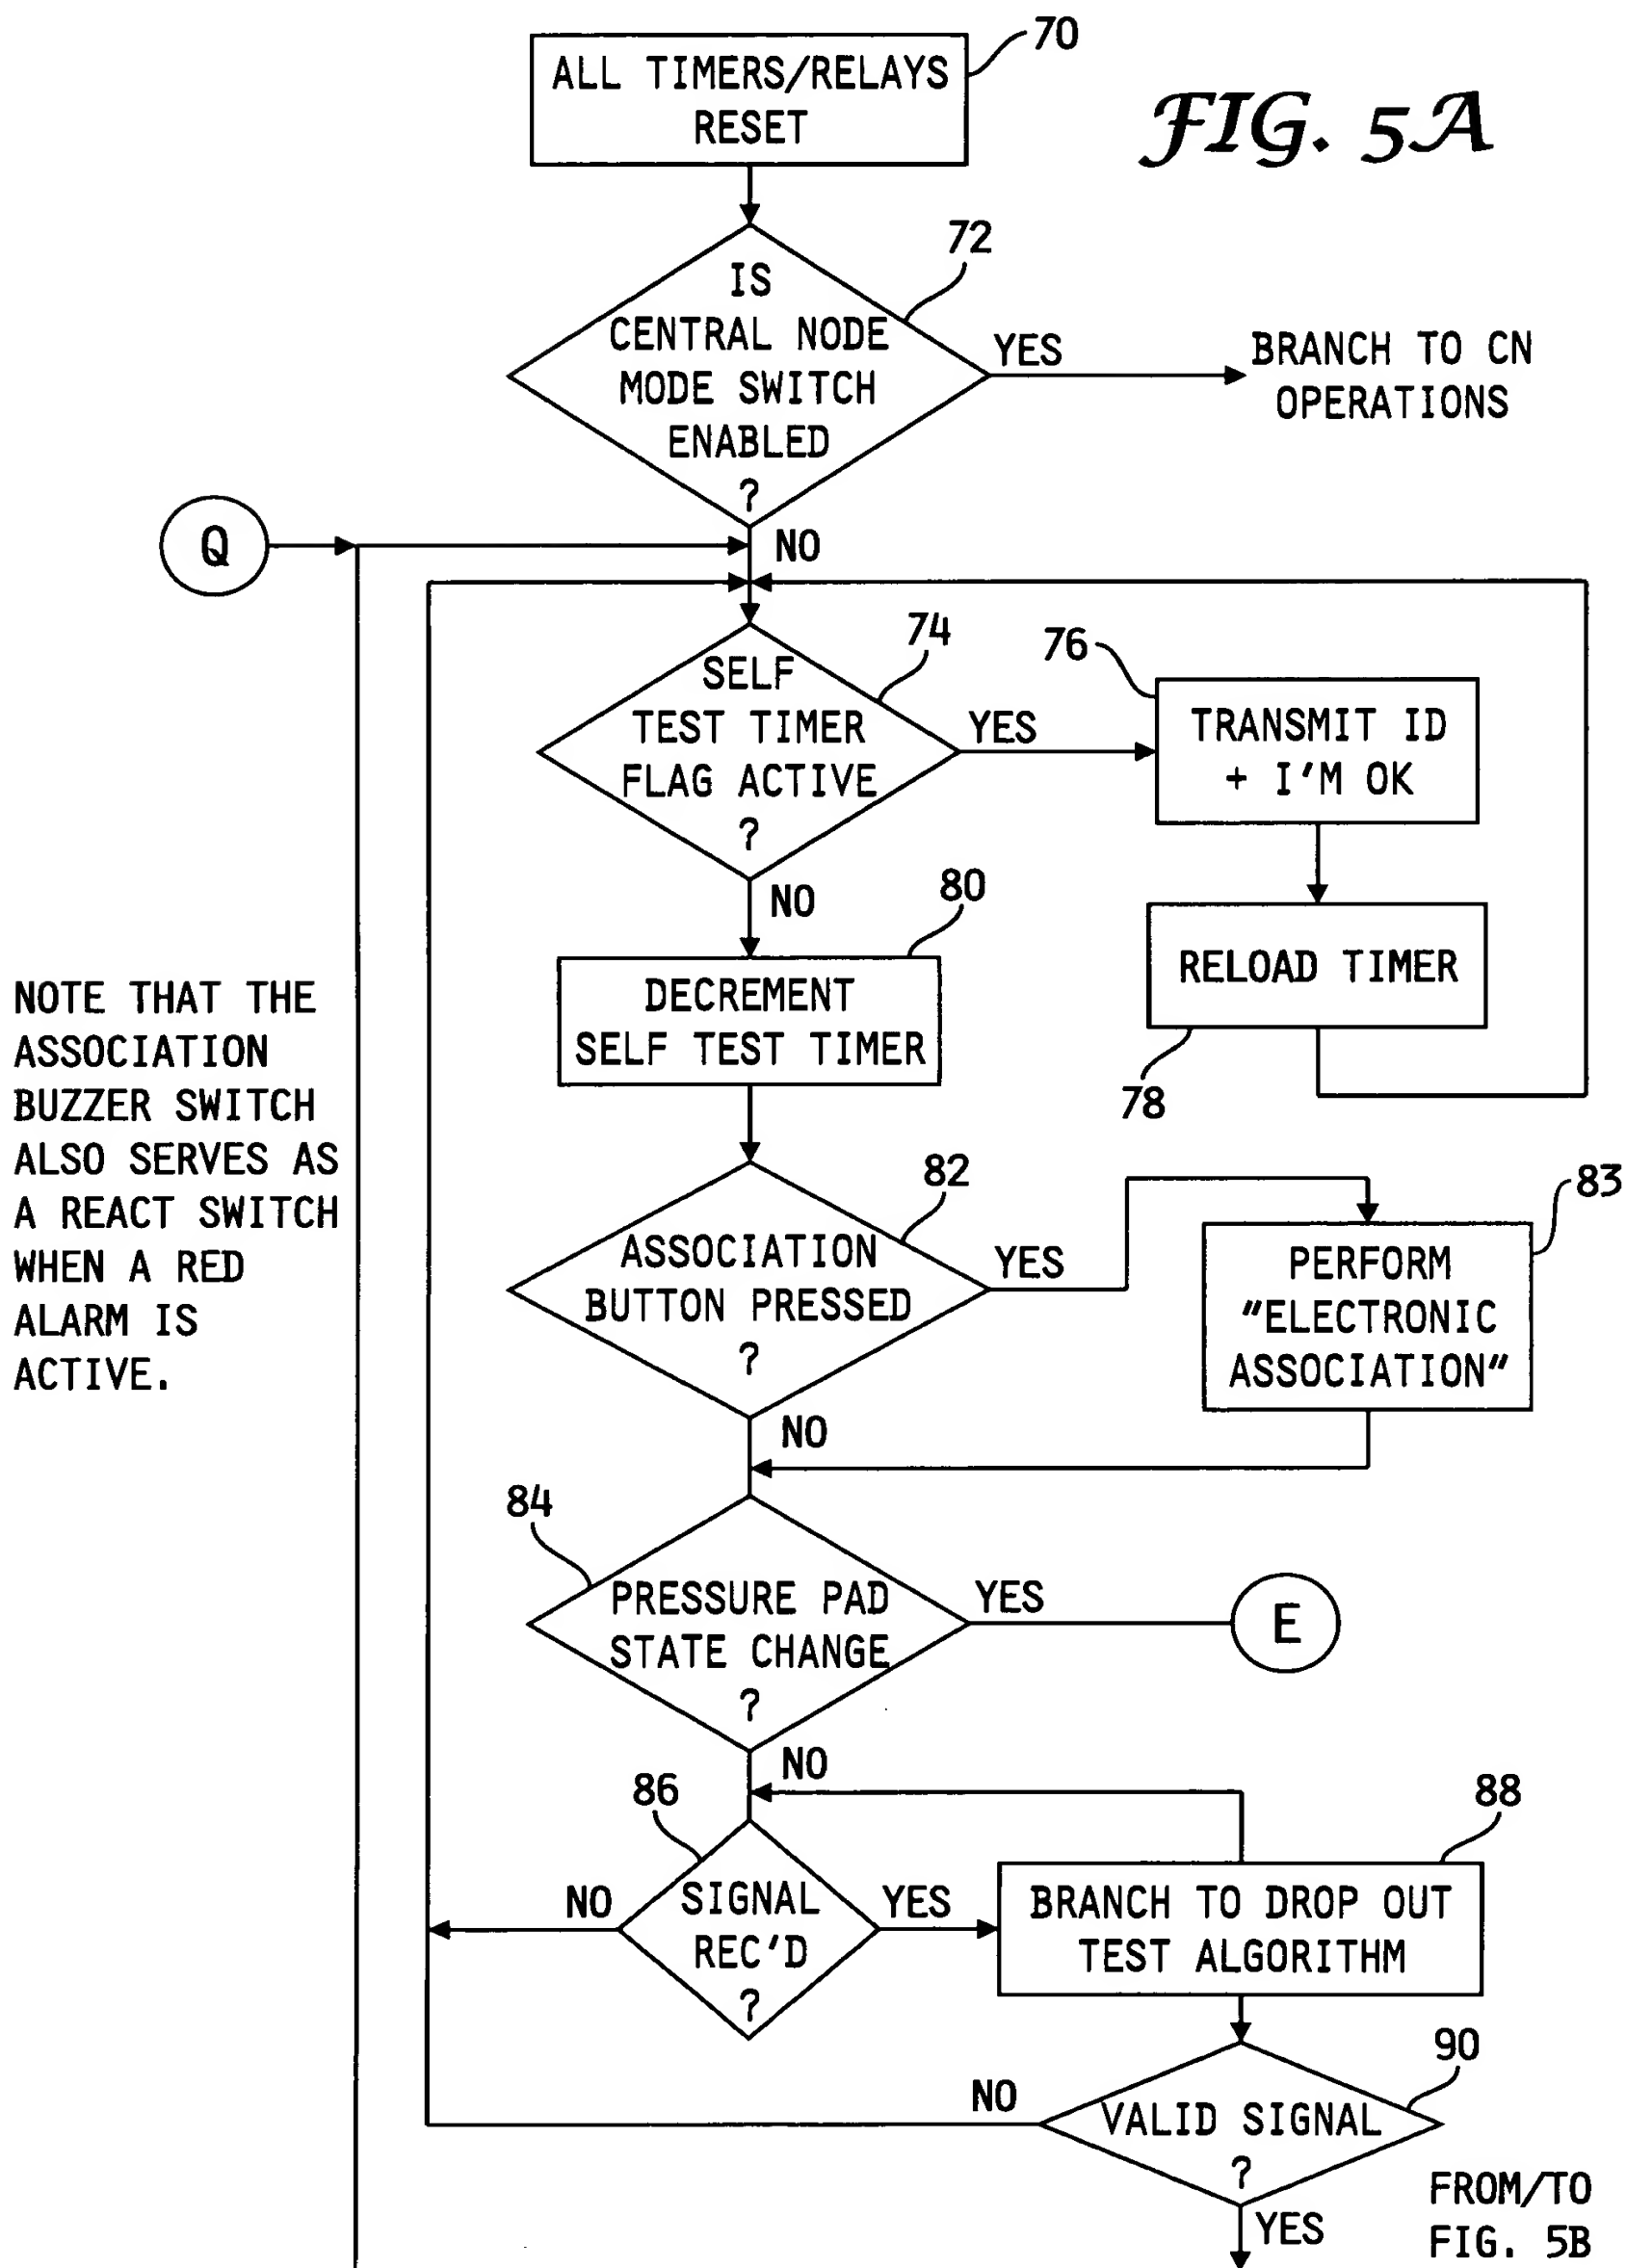 70
ALL TIMERS/RELAYS
RESET
FIG. 5A
72
IS
CENTRAL NODE
MODE SWITCH
ENABLED
?
YES
BRANCH TO CN
OPERATIONS
Q
NO
74
SELF
TEST TIMER
FLAG ACTIVE
?
YES
76
TRANSMIT ID
+ I'M OK
NO
80
DECREMENT
SELF TEST TIMER
RELOAD TIMER
78
NOTE THAT THE
ASSOCIATION
BUZZER SWITCH
ALSO SERVES AS
A REACT SWITCH
WHEN A RED
ALARM IS
ACTIVE.
82
ASSOCIATION
BUTTON PRESSED
?
YES
83
PERFORM
"ELECTRONIC
ASSOCIATION"
NO
84
PRESSURE PAD
STATE CHANGE
?
YES
E
NO
86
SIGNAL
REC'D
?
NO
YES
88
BRANCH TO DROP OUT
TEST ALGORITHM
90
VALID SIGNAL
?
NO
YES
FROM/TO
FIG. 5B